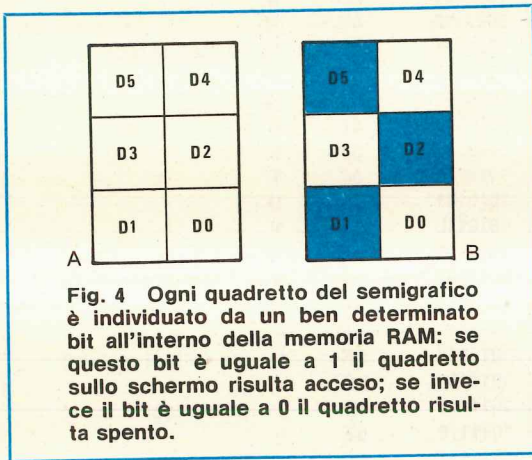 D5 D4 D5 D4
D3 D2 D3 D2
D1 D0 D1 D0
A B
Fig. 4 Ogni quadretto del semigrafico
è individuato da un ben determinato
bit all'interno della memoria RAM: se
questo bit è uguale a 1 il quadretto
sullo schermo risulta acceso; se inve-
ce il bit è uguale a 0 il quadretto risul-
ta spento.